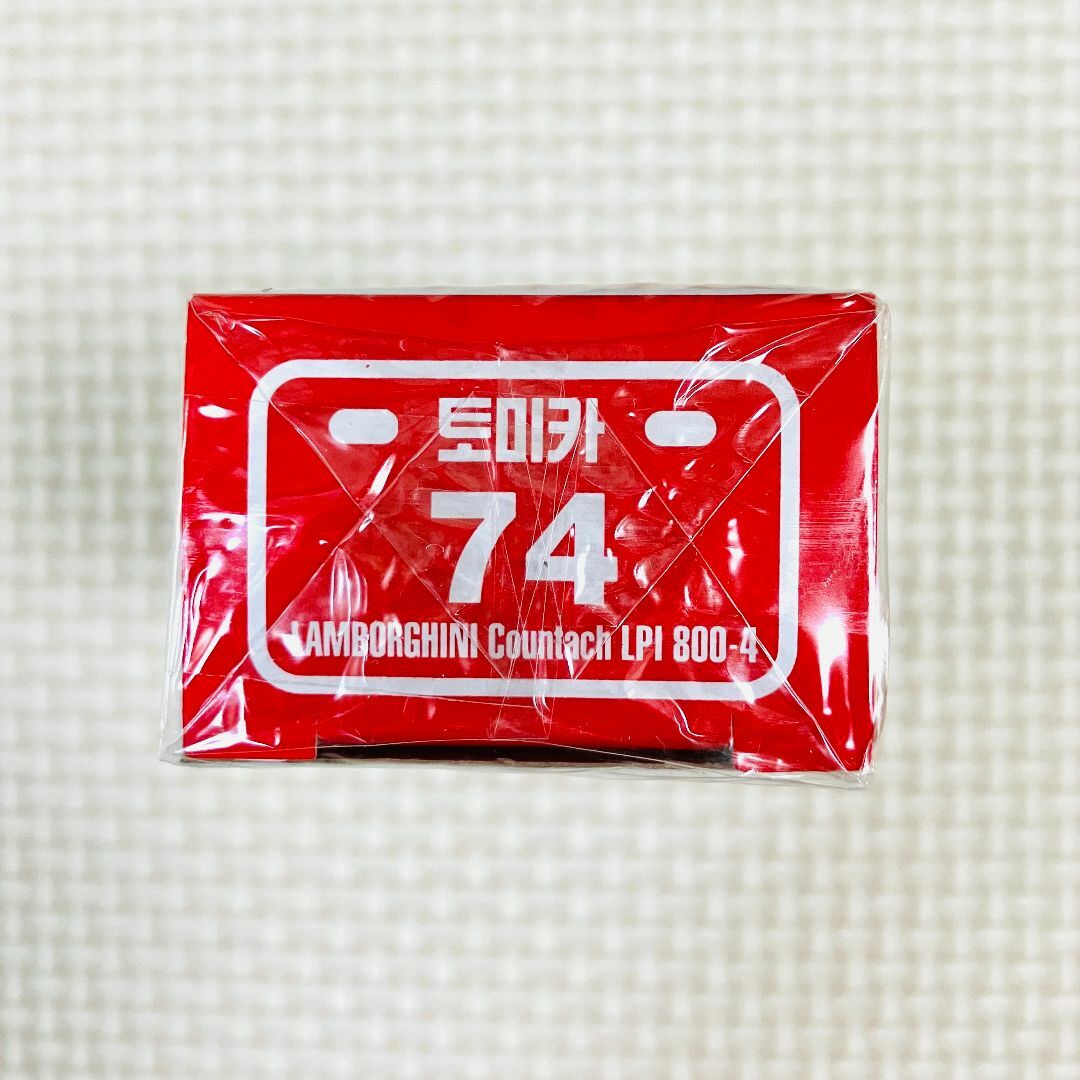 토미카
74
LAMBORGHINI Countach LPI 800-4